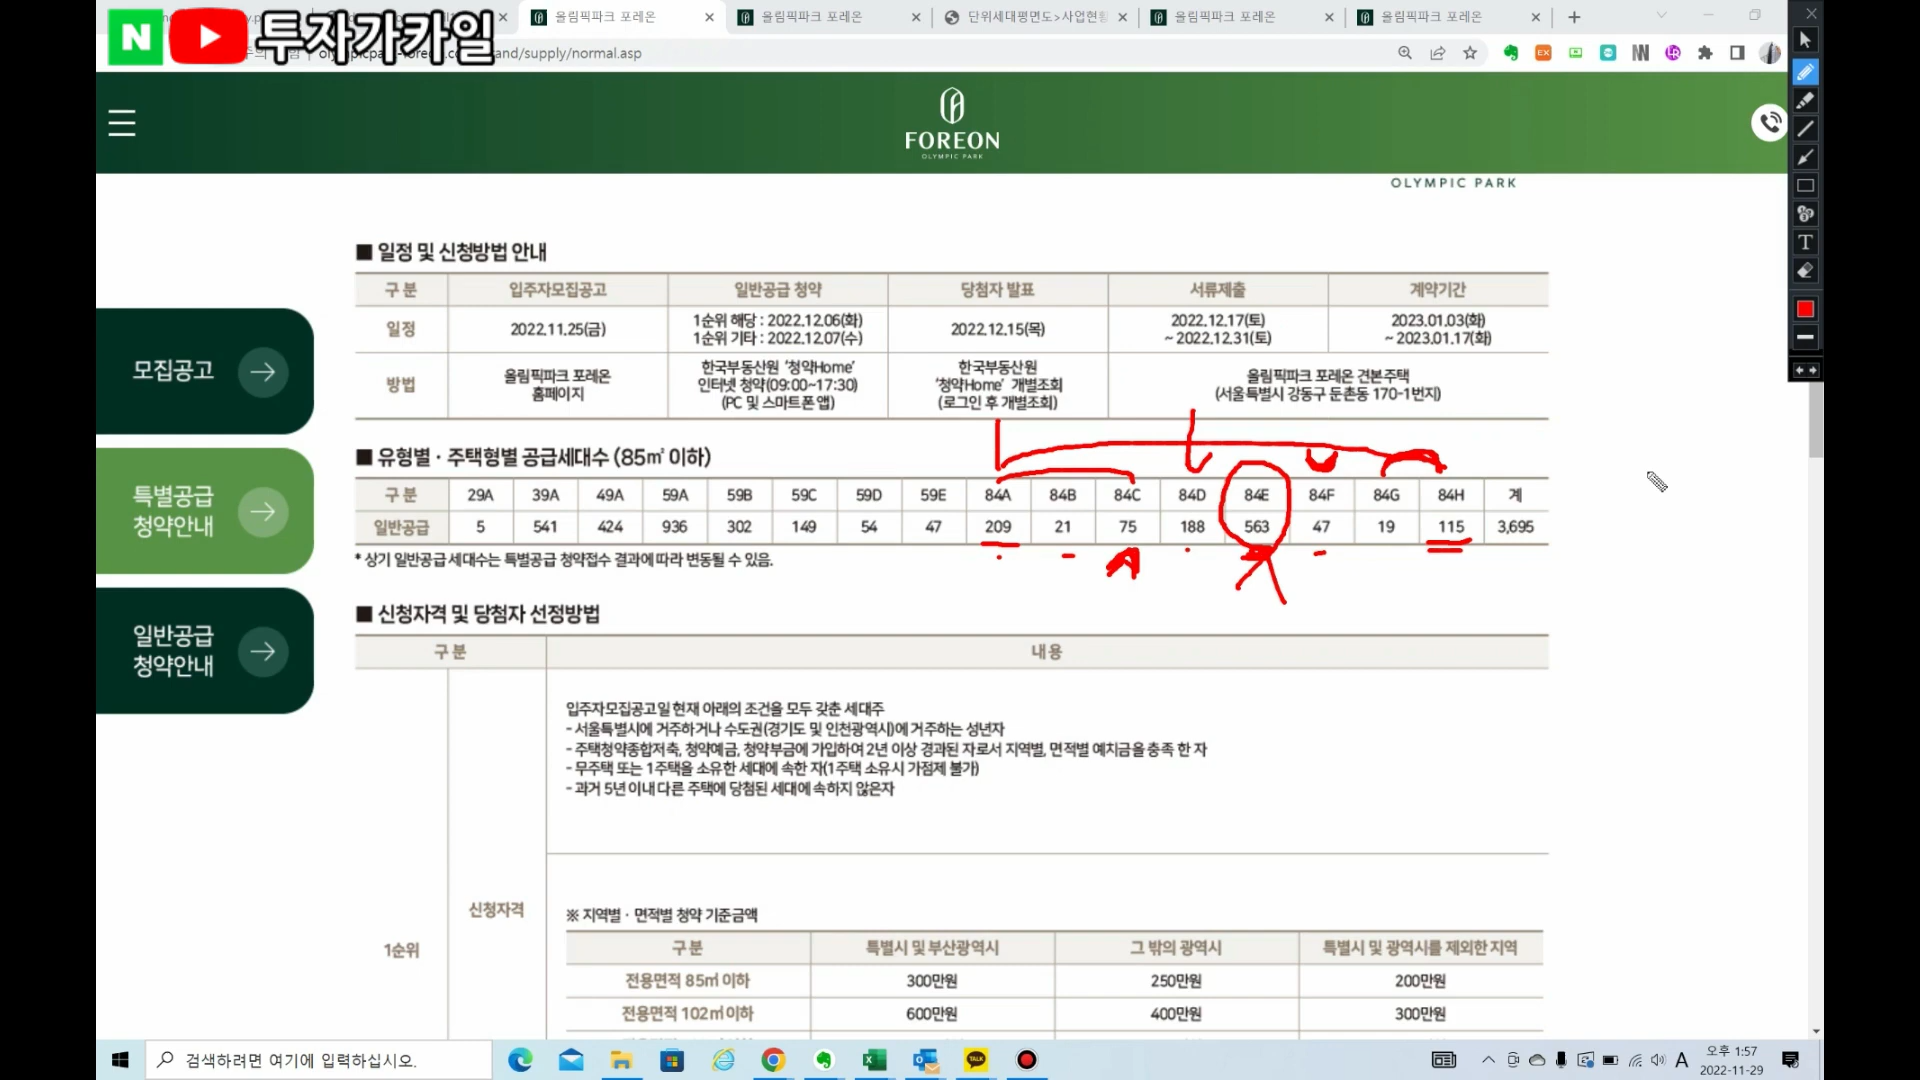 N 투자가카일
올림픽파크 포레온
올림픽파크 포레온
단위세대평면도>사업현황
올림픽파크 포레온
올림픽파크 포레온
and/supply/normal.asp
FOREON
OLYMPIC PARK
OLYMPIC PARK
■ 일정 및 신청방법 안내
구 분 입주자모집공고 일반공급 청약 당첨자 발표 서류제출 계약기간
일정 2022.11.25(금) 1순위 해당 : 2022.12.06(화) 2022.12.15(목) 2022.12.17(토) 2023.01.03(화)
1순위 기타 : 2022.12.07(수) ~ 2022.12.31(토) ~ 2023.01.17(화)
방법 올림픽파크 포레온 한국부동산원 '청약Home' 한국부동산원 올림픽파크 포레온 견본주택
홈페이지 인터넷 청약(09:00~17:30) '청약Home' 개별조회 (서울특별시 강동구 둔촌동 170-1번지)
(PC 및 스마트폰 앱) (로그인 후 개별조회)
모집공고
특별공급
청약안내
일반공급
청약안내
■ 유형별 · 주택형별 공급세대수 (85㎡ 이하)
구 분 29A 39A 49A 59A 59B 59C 59D 59E 84A 84B 84C 84D 84E 84F 84G 84H 계
일반공급 5 541 424 936 302 149 54 47 209 21 75 188 563 47 19 115 3,695
* 상기 일반공급 세대수는 특별공급 청약접수 결과에 따라 변동될 수 있음.
■ 신청자격 및 당첨자 선정방법
구 분 내 용
입주자모집공고일 현재 아래의 조건을 모두 갖춘 세대주
- 서울특별시에 거주하거나 수도권(경기도 및 인천광역시)에 거주하는 성년자
- 주택청약종합저축, 청약예금, 청약부금에 가입하여 2년 이상 경과된 자로서 지역별, 면적별 예치금을 충족 한 자
- 무주택 또는 1주택을 소유한 세대에 속한 자(1주택 소유시 가점제 불가)
- 과거 5년 이내 다른 주택에 당첨된 세대에 속하지 않은자
신청자격
1순위
※ 지역별 · 면적별 청약 기준금액
구 분 특별시 및 부산광역시 그 밖의 광역시 특별시 및 광역시를 제외한 지역
전용면적 85㎡ 이하 300만원 250만원 200만원
전용면적 102㎡ 이하 600만원 400만원 300만원
검색하려면 여기에 입력하십시오.
TALK
A
오후 1:57
2022-11-29